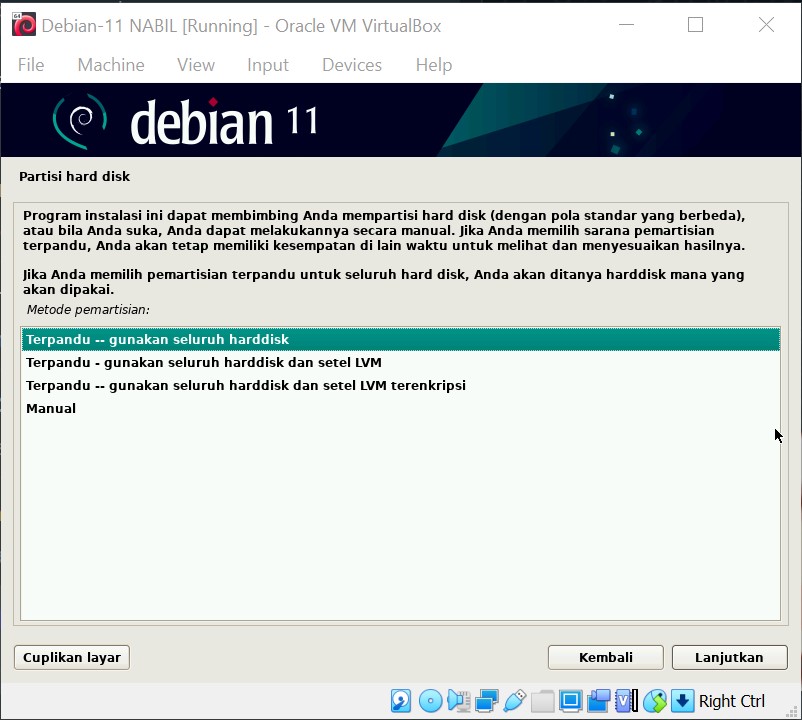 Debian-11 NABIL [Running] - Oracle VM VirtualBox
File Machine View Input Devices Help
debian 11
Partisi hard disk
Program instalasi ini dapat membimbing Anda mempartisi hard disk (dengan pola standar yang berbeda),
atau bila Anda suka, Anda dapat melakukannya secara manual. Jika Anda memilih sarana pemartisian
terpandu, Anda akan tetap memiliki kesempatan di lain waktu untuk melihat dan menyesuaikan hasilnya.
Jika Anda memilih pemartisian terpandu untuk seluruh hard disk, Anda akan ditanya harddisk mana yang
akan dipakai.
Metode pemartisian:
Terpandu -- gunakan seluruh harddisk
Terpandu - gunakan seluruh harddisk dan setel LVM
Terpandu -- gunakan seluruh harddisk dan setel LVM terenkripsi
Manual
Cuplikan layar Kembali Lanjutkan
Right Ctrl